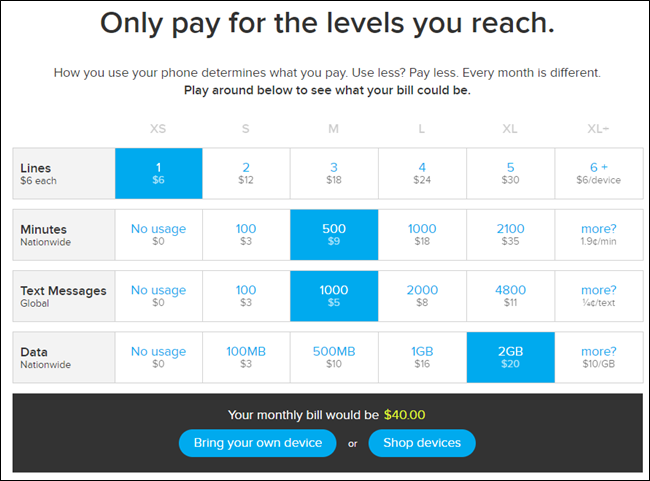 Only pay for the levels you reach.
How you use your phone determines what you pay. Use less? Pay less. Every month is different.
Play around below to see what your bill could be.
XS S M L XL XL+
Lines 1 2 3 4 5 6 +
$6 each $6 $12 $18 $24 $30 $6/device
Minutes No usage 100 500 1000 2100 more?
Nationwide $0 $3 $9 $18 $35 1.9¢/min
Text Messages No usage 100 1000 2000 4800 more?
Global $0 $3 $5 $8 $11 ¼¢/text
Data No usage 100MB 500MB 1GB 2GB more?
Nationwide $0 $3 $10 $16 $20 $10/GB
Your monthly bill would be $40.00
Bring your own device or Shop devices